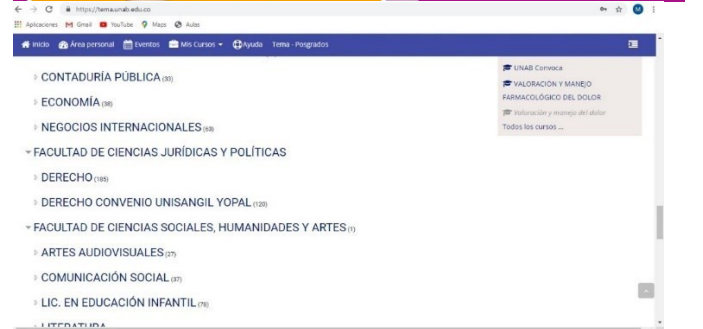 https://tema.unab.edu.co
M
Aplicaciones Gmail YouTube Maps Aulas
Inicio Área personal Eventos Mis Cursos Ayuda Tema - Posgrados
CONTADURÍA PÚBLICA
ECONOMÍA (38)
NEGOCIOS INTERNACIONALES
FACULTAD DE CIENCIAS JURÍDICAS Y POLÍTICAS
DERECHO (185)
DERECHO CONVENIO UNISANGIL YOPAL (120)
FACULTAD DE CIENCIAS SOCIALES, HUMANIDADES Y ARTES (1)
ARTES AUDIOVISUALES (27)
COMUNICACIÓN SOCIAL (37)
LIC. EN EDUCACIÓN INFANTIL (76)
LITERATURA
UNAB Convoca
VALORACIÓN Y MANEJO
FARMACOLÓGICO DEL DOLOR
Valoración y manejo del dolor
Todos los cursos ...